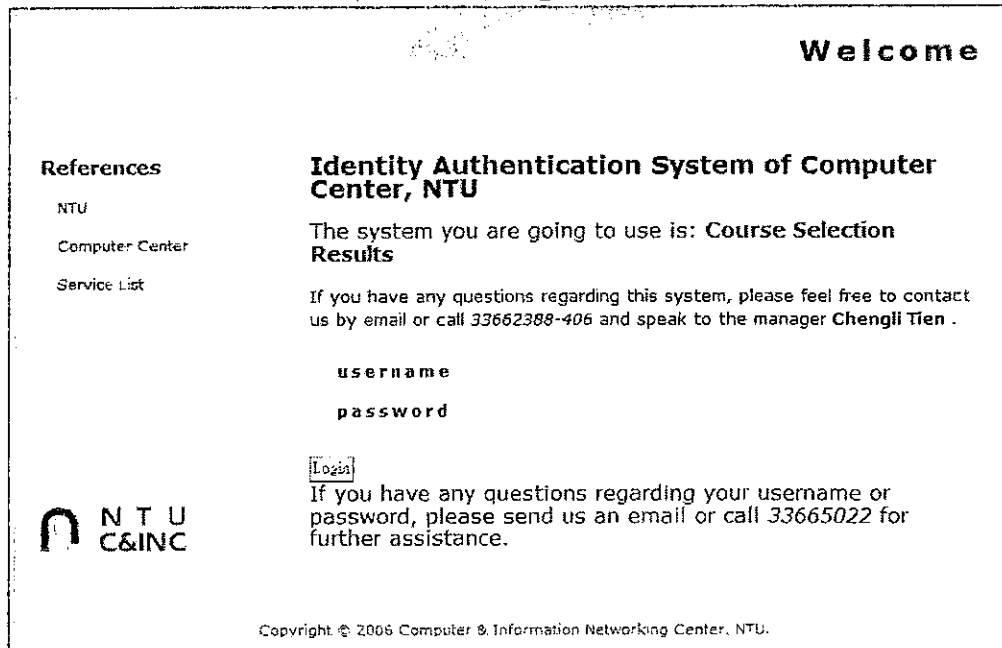 Welcome
References
NTU
Computer Center
Service List
Identity Authentication System of Computer
Center, NTU
The system you are going to use is: Course Selection
Results
If you have any questions regarding this system, please feel free to contact
us by email or call 33662388-406 and speak to the manager Chengli Tien .
username
password
Login
If you have any questions regarding your username or
password, please send us an email or call 33665022 for
further assistance.
N T U
C&INC
Copyright © 2006 Computer & Information Networking Center, NTU.